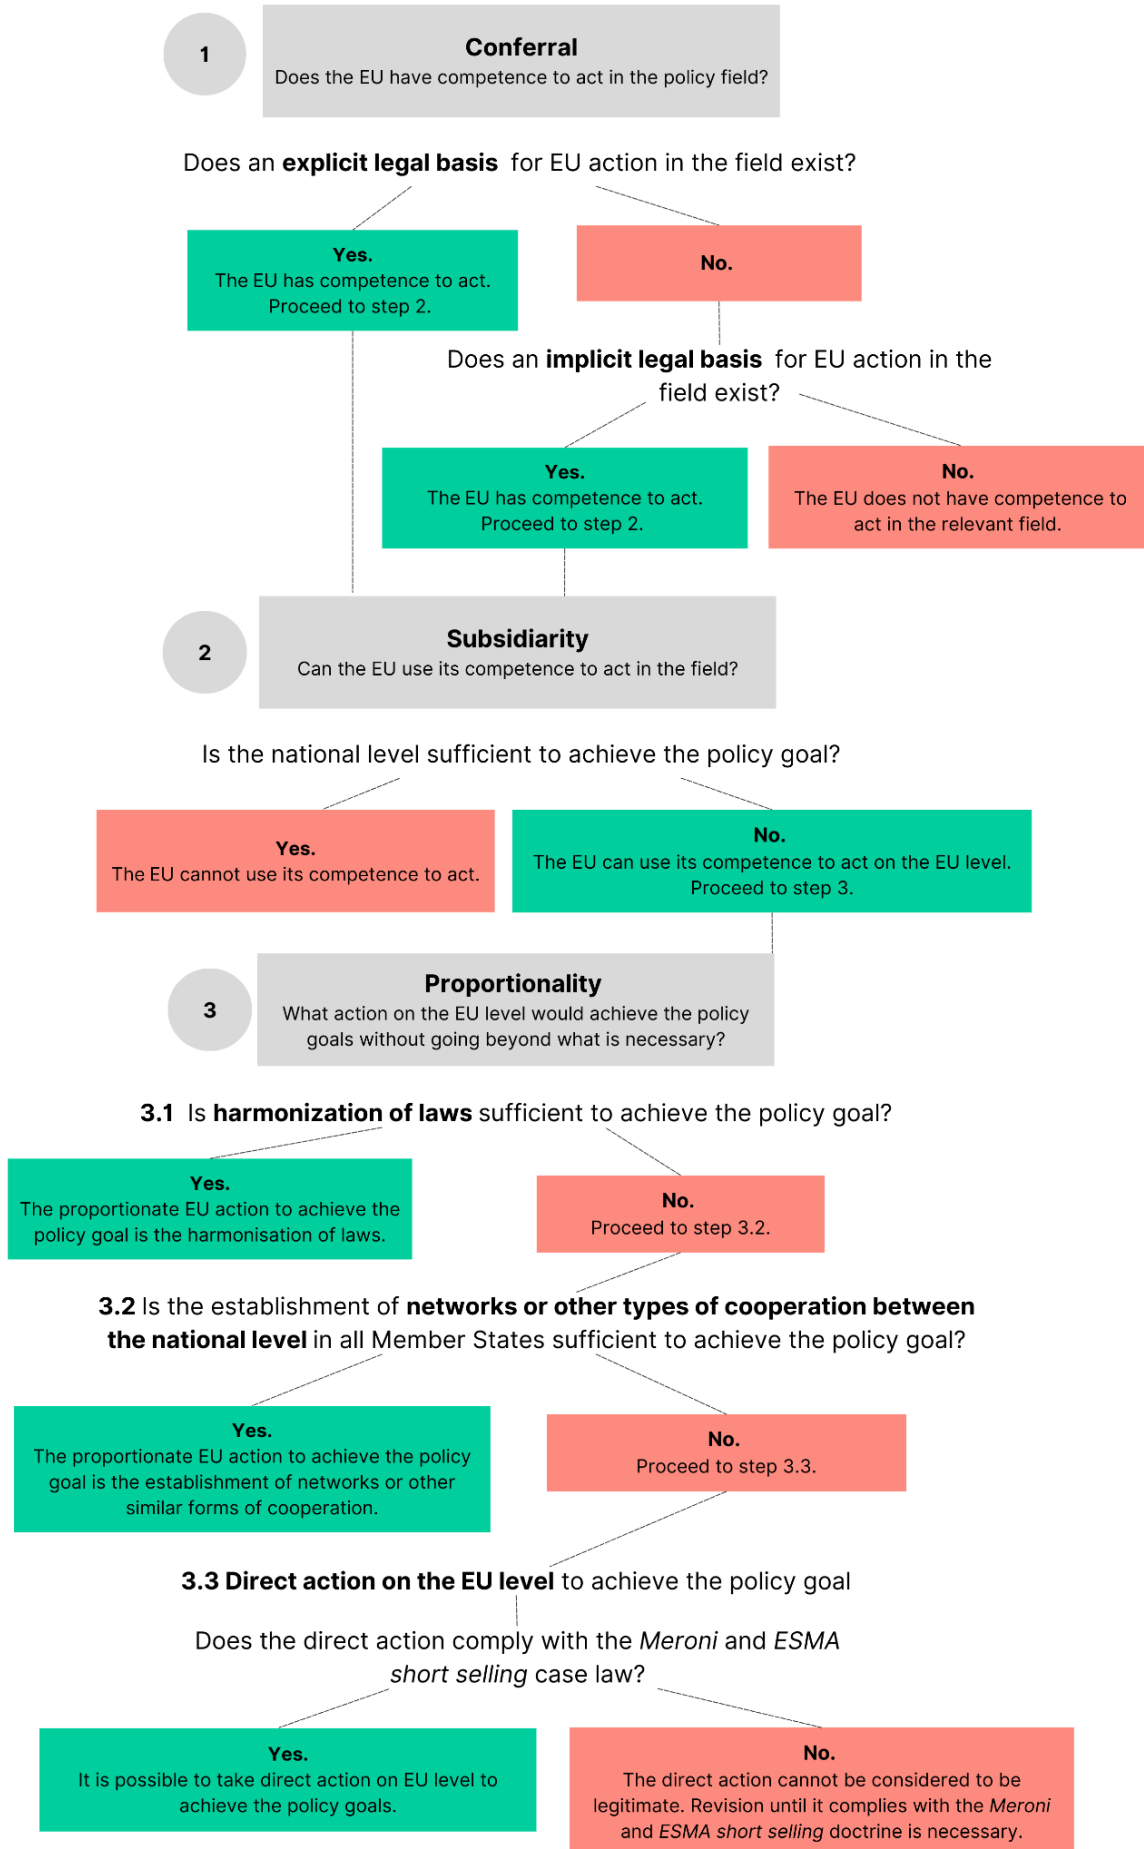 1
Conferral
Does the EU have competence to act in the policy field?
Does an explicit legal basis for EU action in the field exist?
Yes.
The EU has competence to act.
Proceed to step 2.
No.
Does an implicit legal basis for EU action in the
field exist?
Yes.
The EU has competence to act.
Proceed to step 2.
No.
The EU does not have competence to
act in the relevant field.
2
Subsidiarity
Can the EU use its competence to act in the field?
Is the national level sufficient to achieve the policy goal?
Yes.
The EU cannot use its competence to act.
No.
The EU can use its competence to act on the EU level.
Proceed to step 3.
3
Proportionality
What action on the EU level would achieve the policy
goals without going beyond what is necessary?
3.1 Is harmonization of laws sufficient to achieve the policy goal?
Yes.
The proportionate EU action to achieve the
policy goal is the harmonisation of laws.
No.
Proceed to step 3.2.
3.2 Is the establishment of networks or other types of cooperation between
the national level in all Member States sufficient to achieve the policy goal?
Yes.
The proportionate EU action to achieve the policy
goal is the establishment of networks or other
similar forms of cooperation.
No.
Proceed to step 3.3.
3.3 Direct action on the EU level to achieve the policy goal
Does the direct action comply with the Meroni and ESMA
short selling case law?
Yes.
It is possible to take direct action on EU level to
achieve the policy goals.
No.
The direct action cannot be considered to be
legitimate. Revision until it complies with the Meroni
and ESMA short selling doctrine is necessary.